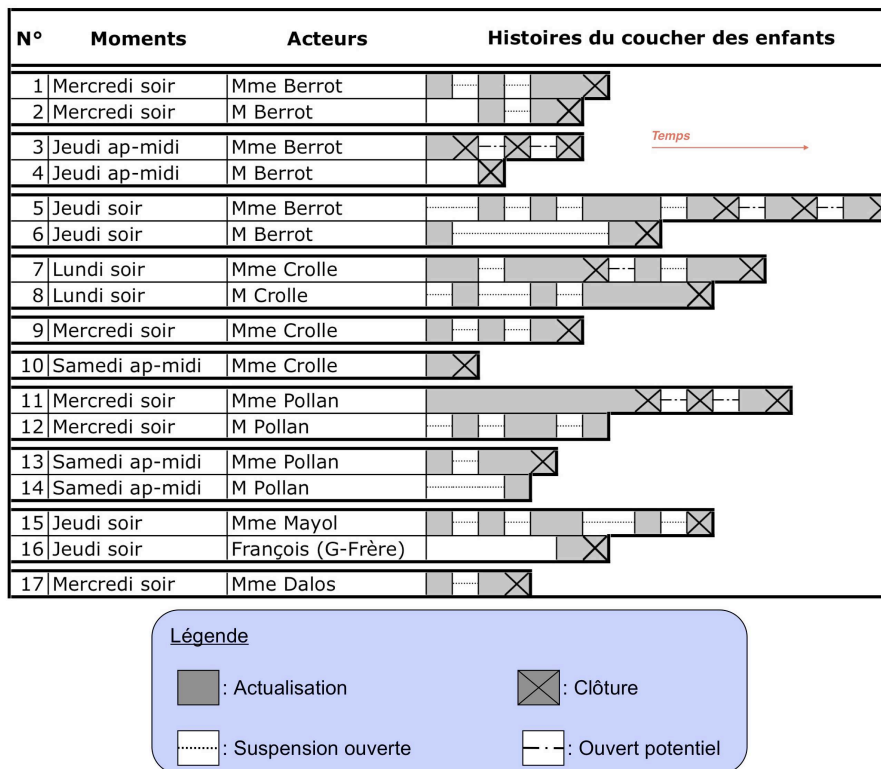 N° Moments Acteurs Histoires du coucher des enfants
1 Mercredi soir Mme Berrot
2 Mercredi soir M Berrot
3 Jeudi ap-midi Mme Berrot Temps
4 Jeudi ap-midi M Berrot
5 Jeudi soir Mme Berrot
6 Jeudi soir M Berrot
7 Lundi soir Mme Crolle
8 Lundi soir M Crolle
9 Mercredi soir Mme Crolle
10 Samedi ap-midi Mme Crolle
11 Mercredi soir Mme Pollan
12 Mercredi soir M Pollan
13 Samedi ap-midi Mme Pollan
14 Samedi ap-midi M Pollan
15 Jeudi soir Mme Mayol
16 Jeudi soir François (G-Frère)
17 Mercredi soir Mme Dalos
Légende
: Actualisation : Clôture
: Suspension ouverte : Ouvert potentiel